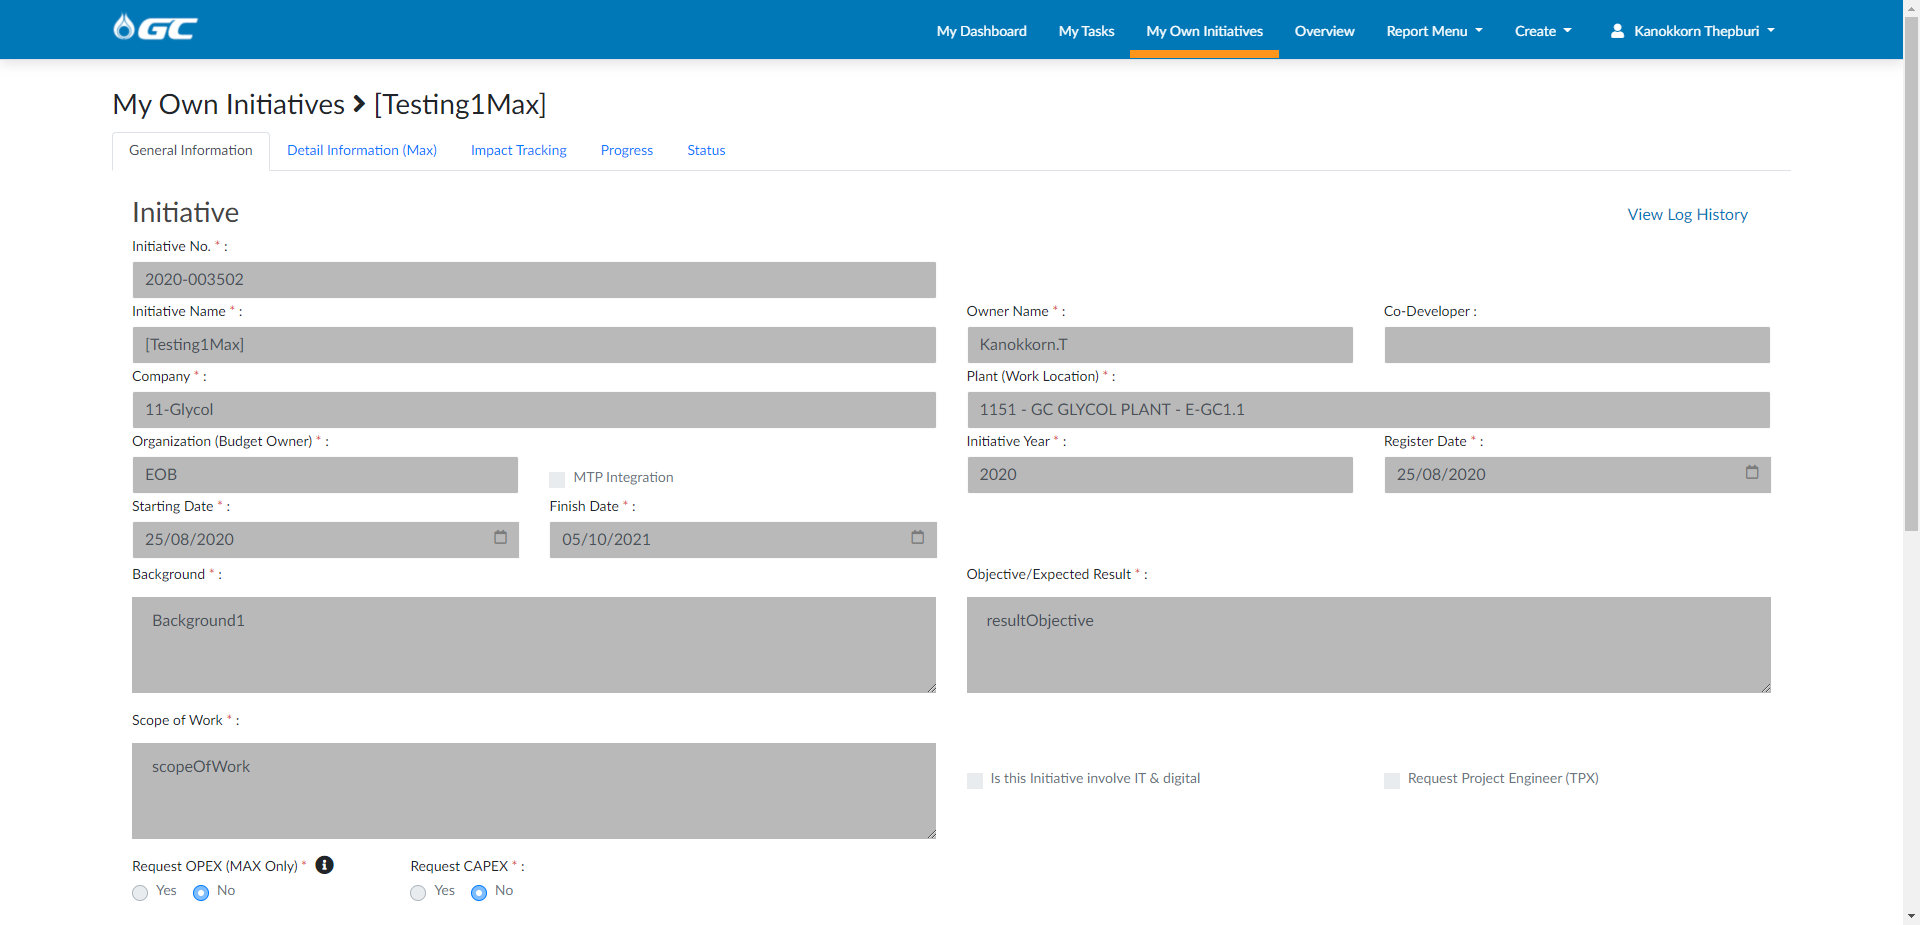 GC
My Dashboard
My Tasks
My Own Initiatives
Overview
Report Menu
Create
Kanokkorn Thepburi
My Own Initiatives > [Testing1Max]
General Information
Detail Information (Max)
Impact Tracking
Progress
Status
Initiative
View Log History
Initiative No. * :
2020-003502
Initiative Name * :
Owner Name * :
Co-Developer :
[Testing1Max]
Kanokkorn.T
Company * :
Plant (Work Location) * :
11-Glycol
1151 - GC GLYCOL PLANT - E-GC1.1
Organization (Budget Owner) * :
Initiative Year * :
Register Date * :
EOB
MTP Integration
2020
25/08/2020
Starting Date * :
Finish Date * :
25/08/2020
05/10/2021
Background * :
Objective/Expected Result * :
Background1
resultObjective
Scope of Work * :
scopeOfWork
Is this Initiative involve IT & digital
Request Project Engineer (TPX)
Request OPEX (MAX Only) *
Request CAPEX * :
Yes
No
Yes
No